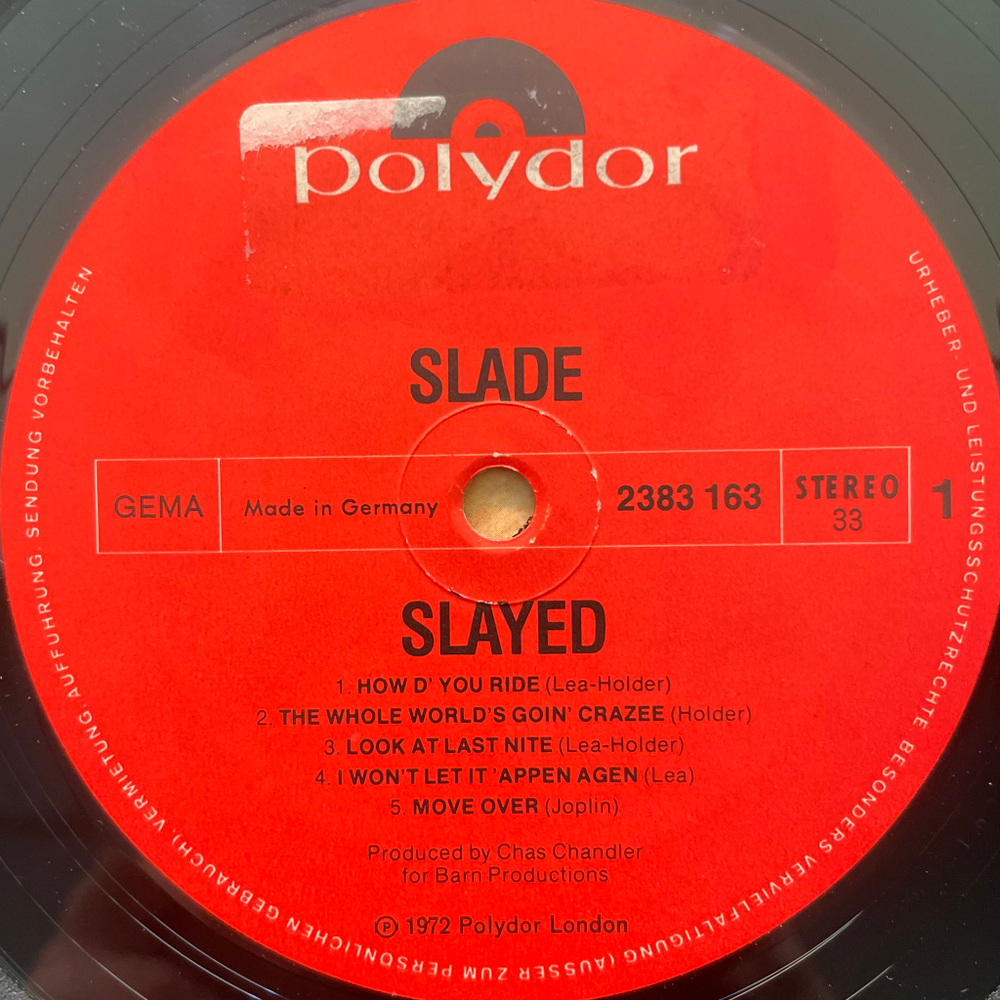 polydor
SLADE
GEMA
Made in Germany
2383 163
STEREO
33
1
SLAYED
1. HOW D' YOU RIDE (Lea-Holder)
2. THE WHOLE WORLD'S GOIN' CRAZEE (Holder)
3. LOOK AT LAST NITE (Lea-Holder)
4. I WON'T LET IT 'APPEN AGEN (Lea)
5. MOVE OVER (Joplin)
Produced by Chas Chandler
for Barn Productions
℗ 1972 Polydor London
URHEBER- UND LEISTUNGSSCHUTZRECHTE, BESONDERS VERVIELFÄLTIGUNG (AUSSER ZUM PERSÖNLICHEN GEBRAUCH), VERMIETUNG, AUFFÜHRUNG, SENDUNG VORBEHALTEN